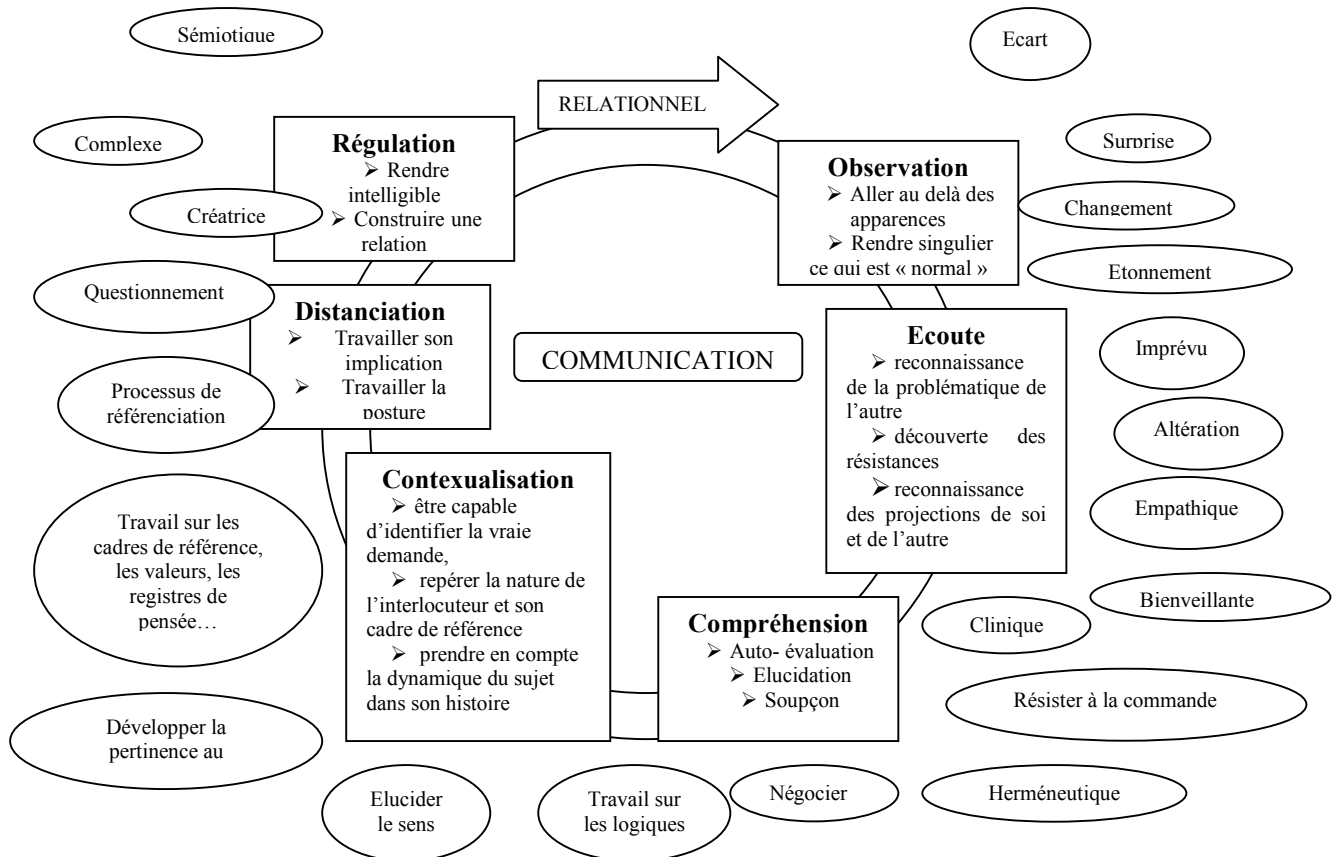 Sémiotique
Ecart
RELATIONNEL
Complexe
Régulation
➢ Rendre
intelligible
➢ Construire une
relation
Observation
➢ Aller au delà des
apparences
➢ Rendre singulier
ce qui est « normal »
Surprise
Créatrice
Changement
Questionnement
Etonnement
Distanciation
➢ Travailler son
implication
➢ Travailler la
posture
COMMUNICATION
Ecoute
➢ reconnaissance
de la problématique de
l’autre
➢ découverte des
résistances
➢ reconnaissance
des projections de soi
et de l’autre
Imprévu
Processus de
référenciation
Altération
Contexualisation
➢ être capable
d’identifier la vraie
demande,
➢ repérer la nature de
l’interlocuteur et son
cadre de référence
➢ prendre en compte
la dynamique du sujet
dans son histoire
Empathique
Travail sur les
cadres de référence,
les valeurs, les
registres de
pensée…
Bienveillante
Compréhension
➢ Auto- évaluation
➢ Elucidation
➢ Soupçon
Clinique
Résister à la commande
Développer la
pertinence au
Elucider
le sens
Travail sur
les logiques
Négocier
Herméneutique